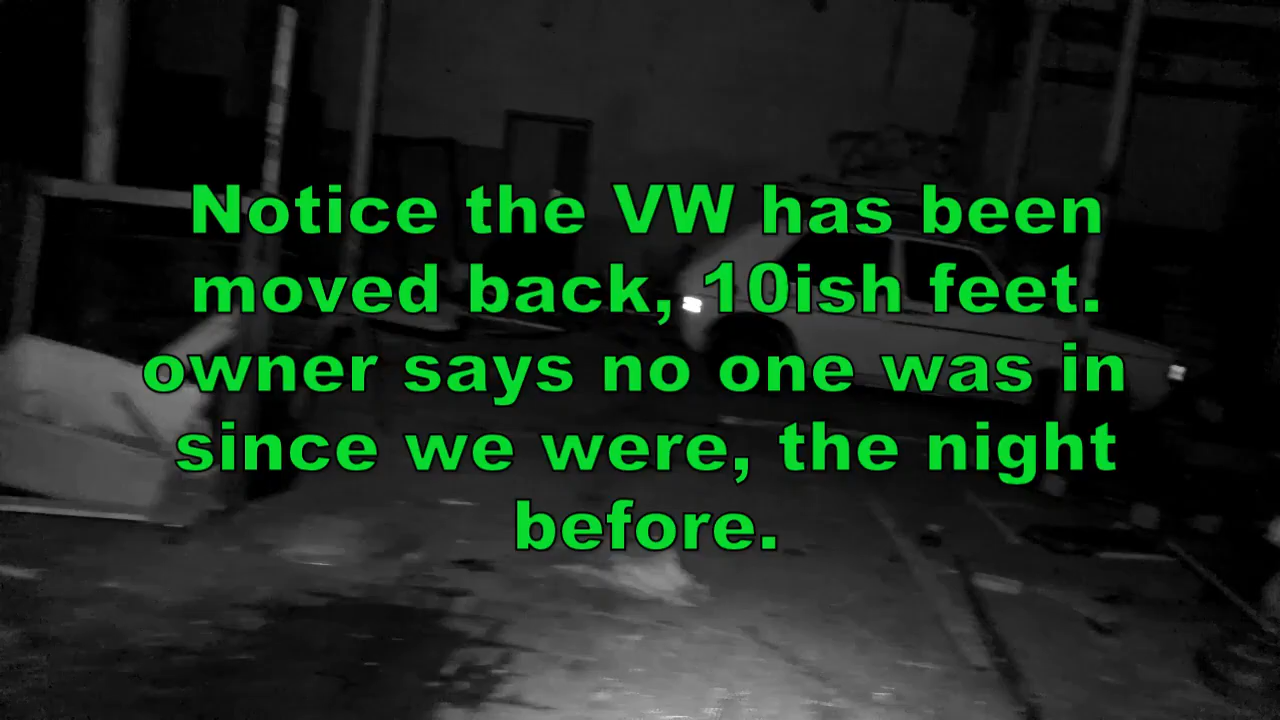 Notice the VW has been
moved back, 10ish feet.
owner says no one was in
since we were, the night
before.